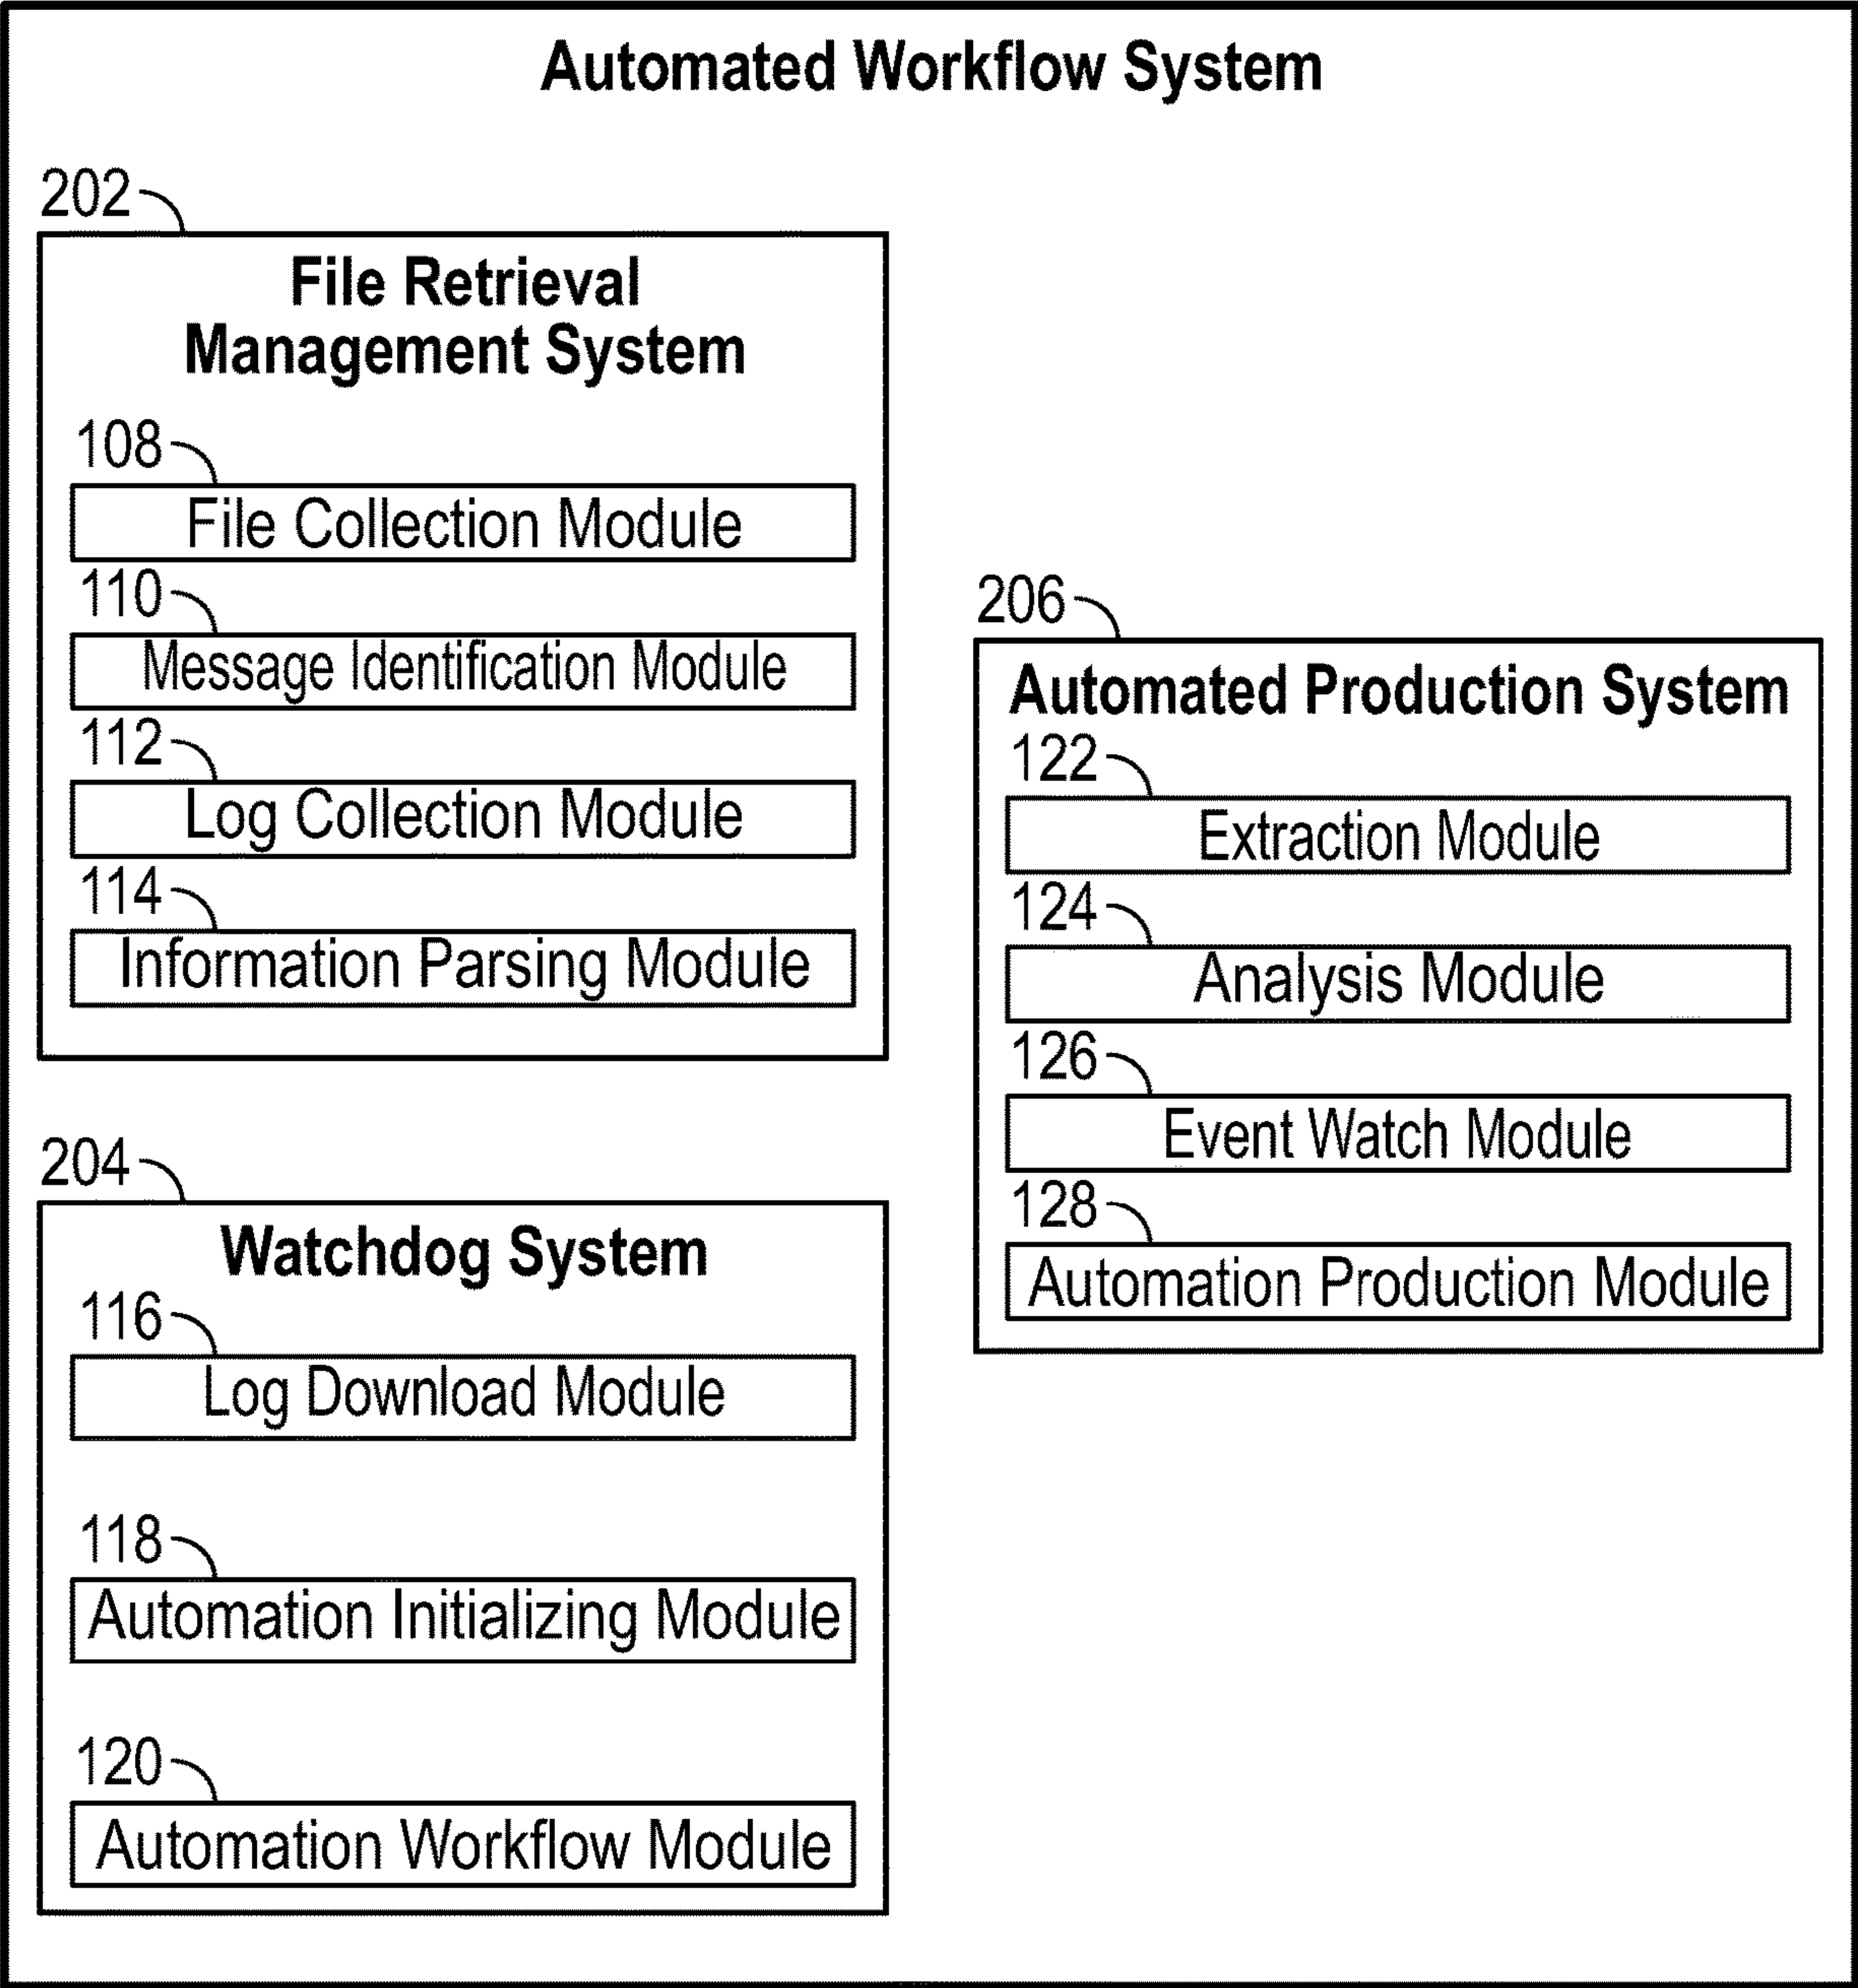 Automated Workflow System
202
File Retrieval
Management System
108
File Collection Module
110
Message Identification Module
112
Log Collection Module
114
Information Parsing Module
204
Watchdog System
116
Log Download Module
118
Automation Initializing Module
120
Automation Workflow Module
206
Automated Production System
122
Extraction Module
124
Analysis Module
126
Event Watch Module
128
Automation Production Module